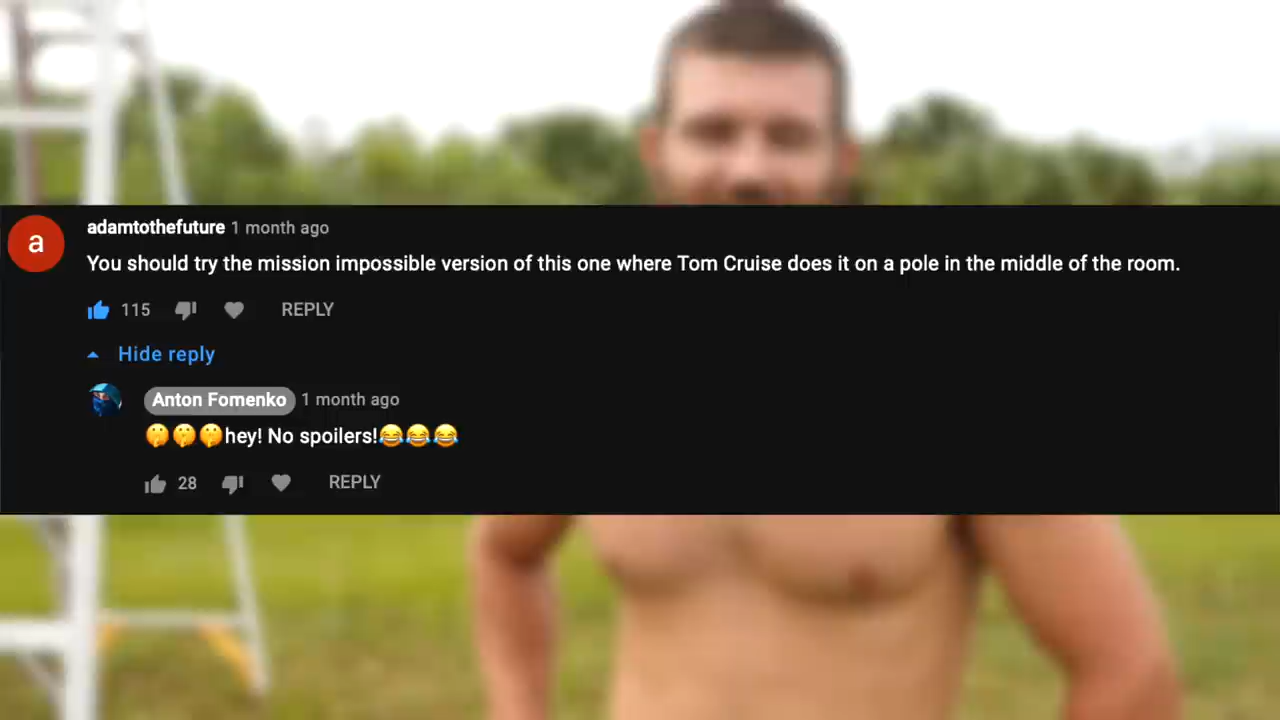 a
adamtothefuture 1 month ago
You should try the mission impossible version of this one where Tom Cruise does it on a pole in the middle of the room.
115 REPLY
Hide reply
Anton Fomenko 1 month ago
🤫🤫🤫hey! No spoilers!😂😂😂
28 REPLY